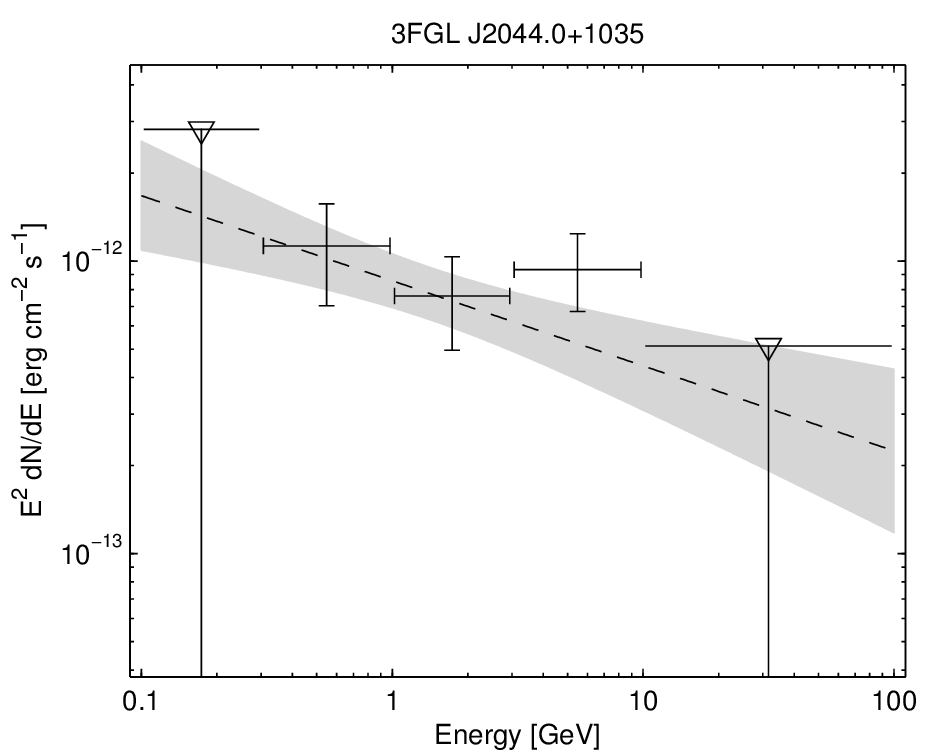 3FGL J2044.0+1035
E² dN/dE [erg cm⁻² s⁻¹]
10⁻¹²
10⁻¹³
0.1 1 10 100
Energy [GeV]